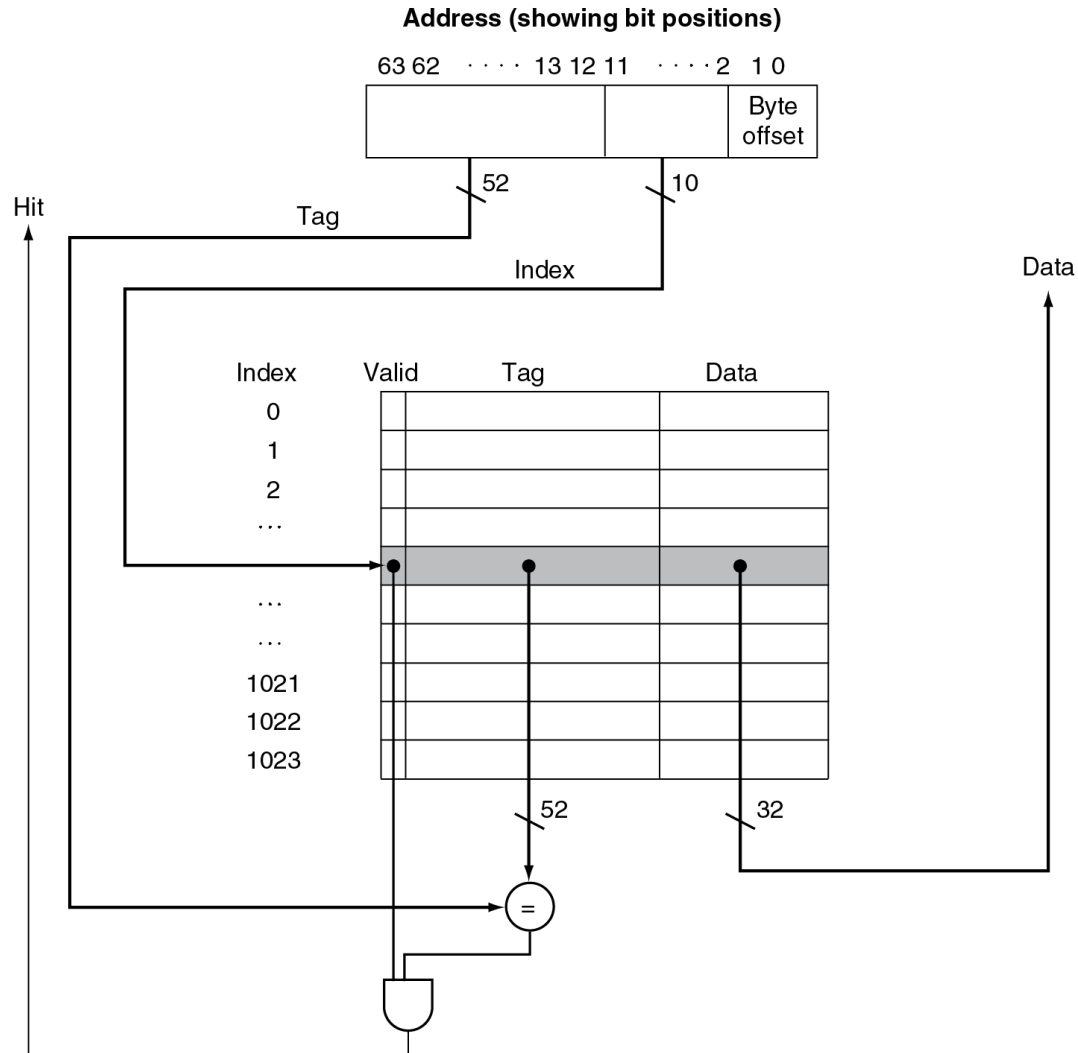 Address (showing bit positions)
63 62 · · · · 13 12 11 · · · · 2 1 0
Byte
offset
52 10
Hit
Tag
Index
Data
Index Valid Tag Data
0
1
2
...
...
...
1021
1022
1023
52 32
=